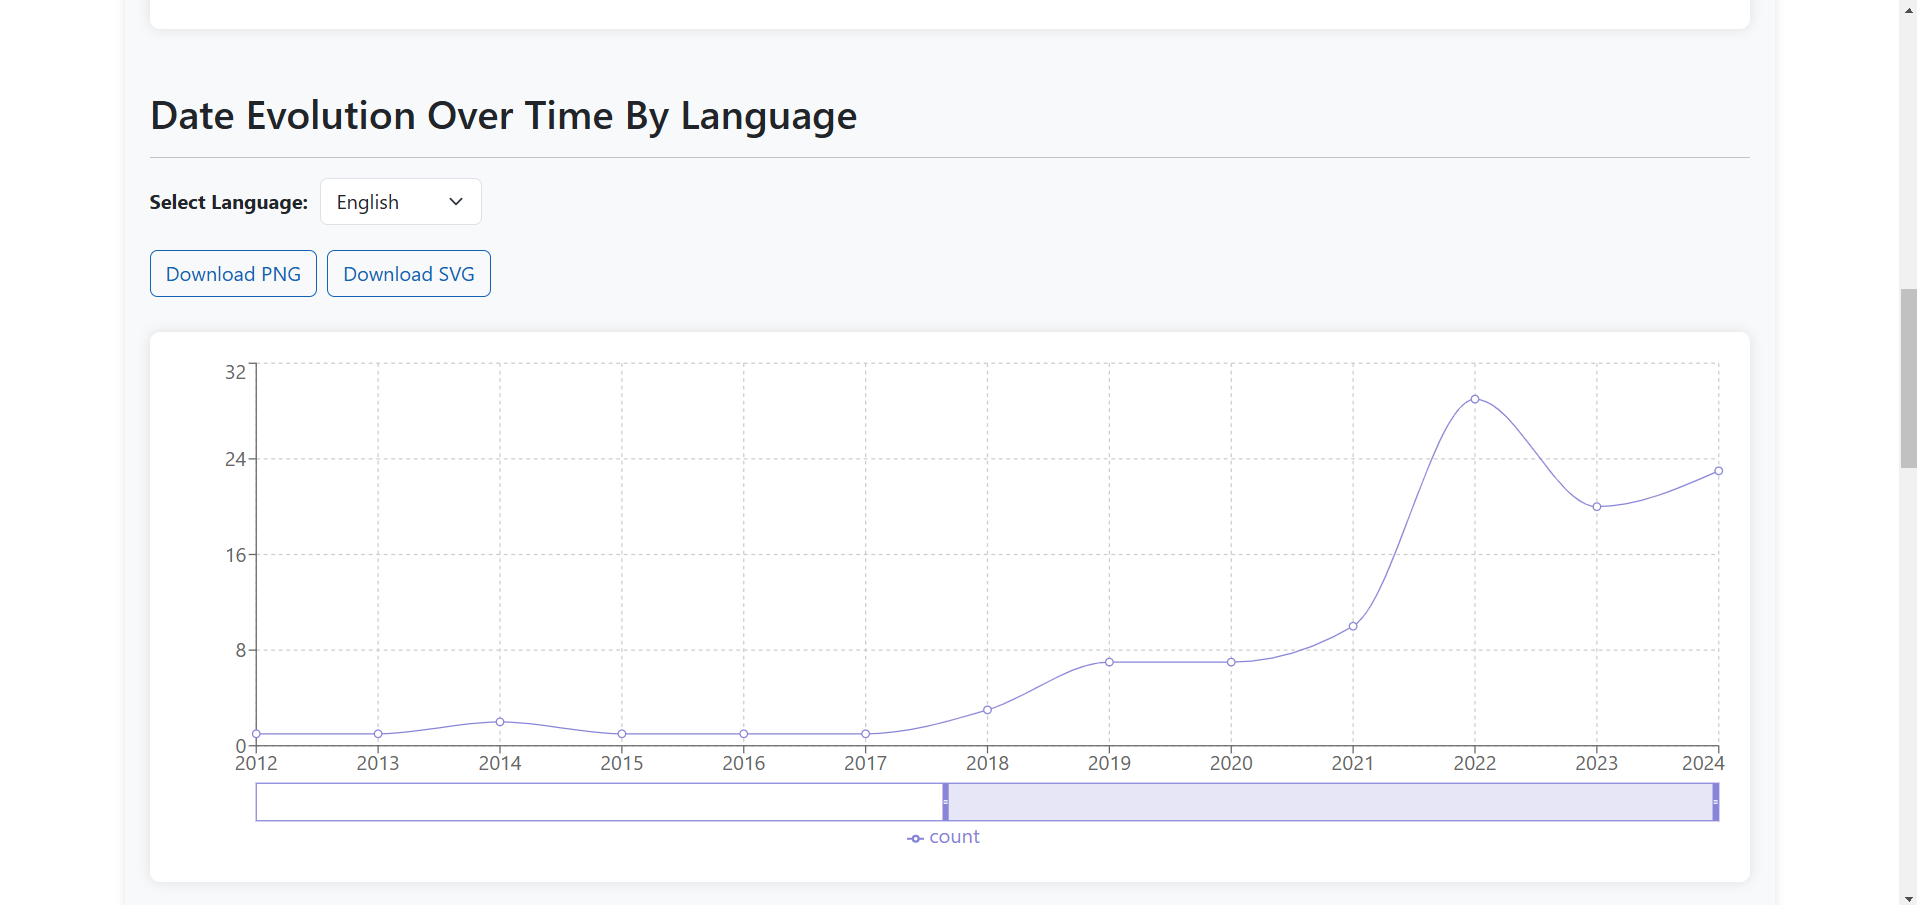 Date Evolution Over Time By Language
Select Language: English
Download PNG Download SVG
32
24
16
8
0
2012 2013 2014 2015 2016 2017 2018 2019 2020 2021 2022 2023 2024
count